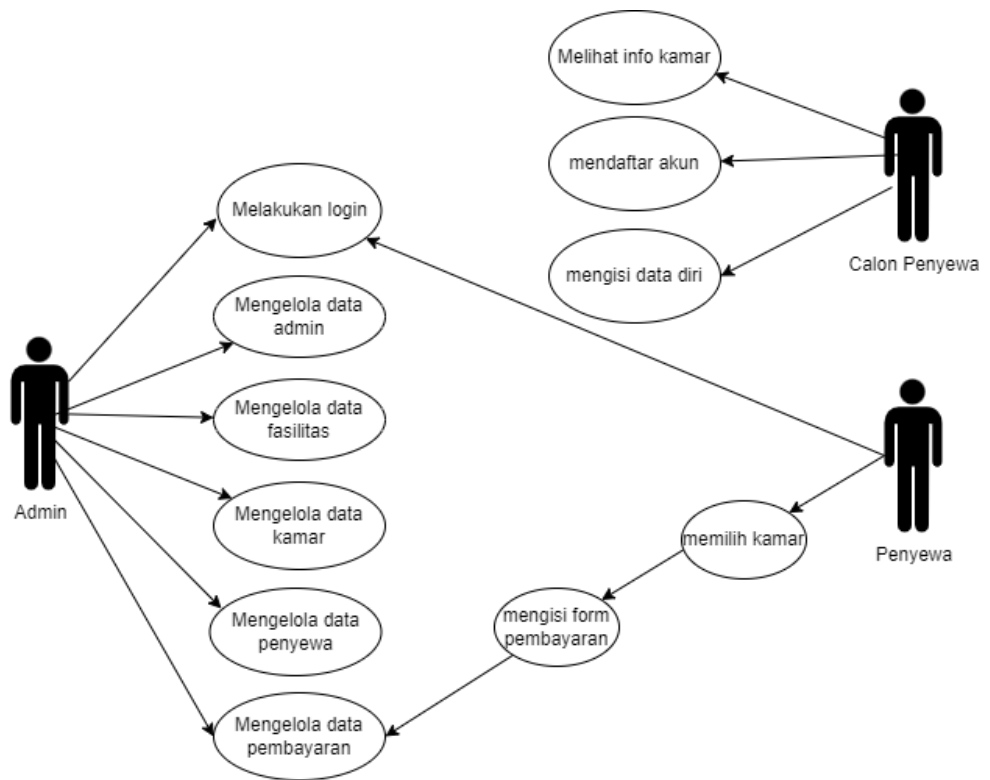 Melihat info kamar
mendaftar akun
Melakukan login
mengisi data diri
Calon Penyewa
Mengelola data
admin
Mengelola data
fasilitas
Admin
Mengelola data
kamar
memilih kamar
Penyewa
mengisi form
pembayaran
Mengelola data
penyewa
Mengelola data
pembayaran